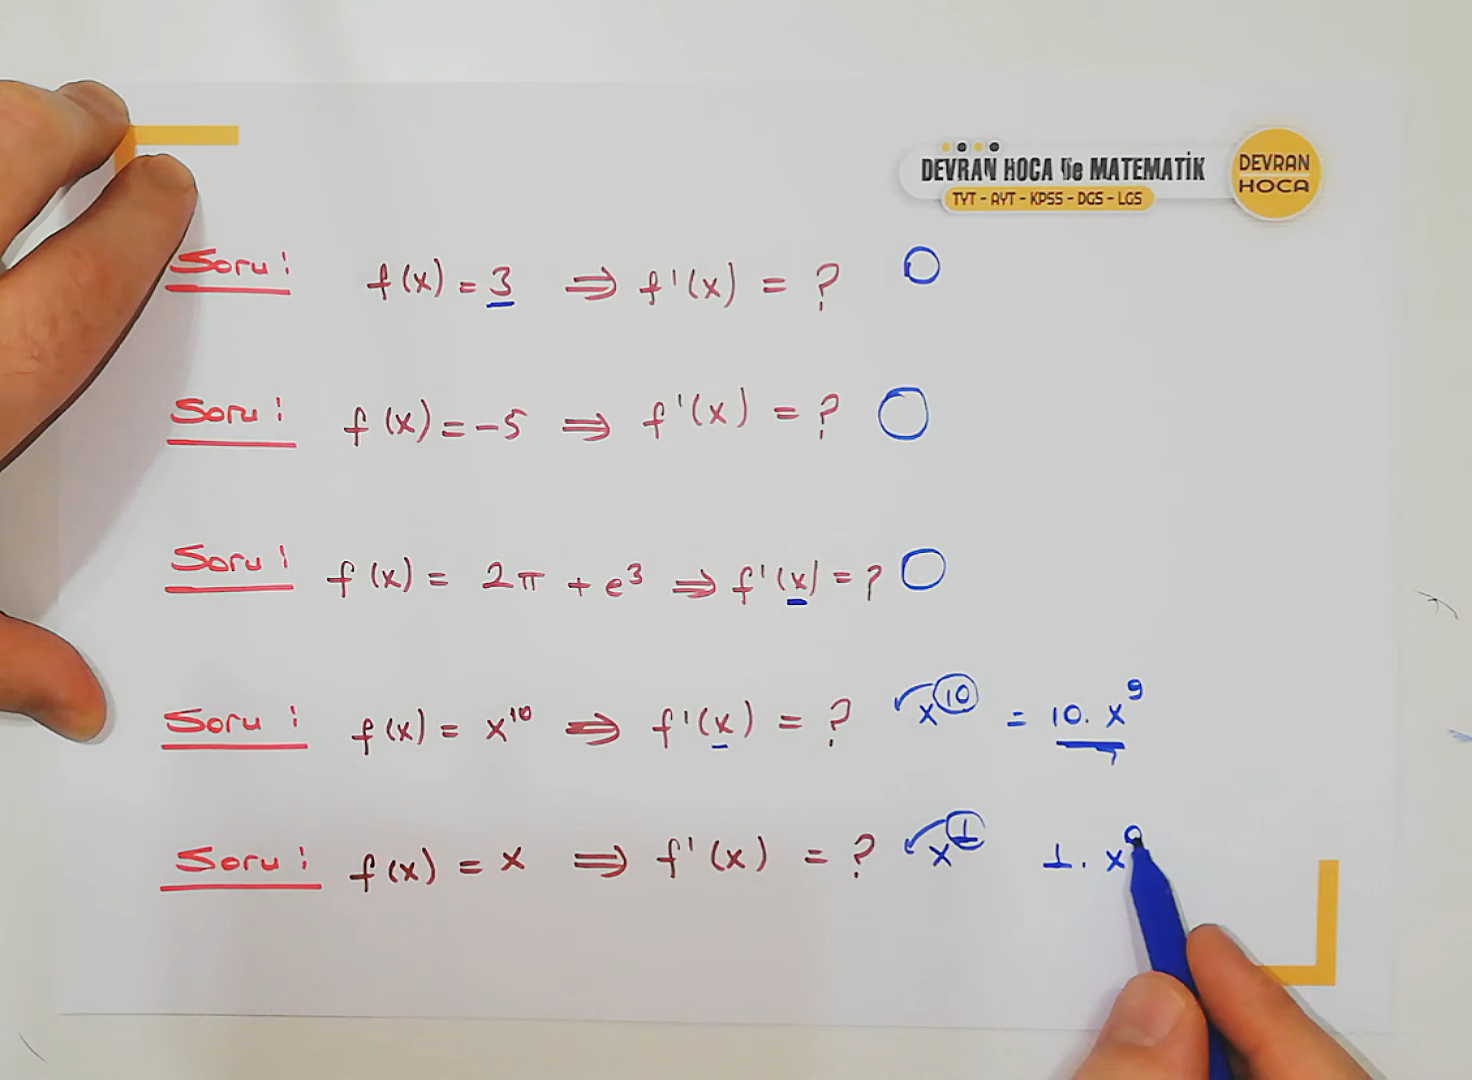 DEVRAN HOCA ile MATEMATİK
TYT - AYT - KPSS - DGS - LGS
DEVRAN
HOCA
Soru: f(x) = 3 ⇒ f'(x) = ? 0
Soru: f(x) = -5 ⇒ f'(x) = ? 0
Soru: f(x) = 2π + e³ ⇒ f'(x) = ? 0
Soru: f(x) = x¹⁰ ⇒ f'(x) = ? x¹⁰ = 10. x⁹
Soru: f(x) = x ⇒ f'(x) = ? x¹ 1. x⁰